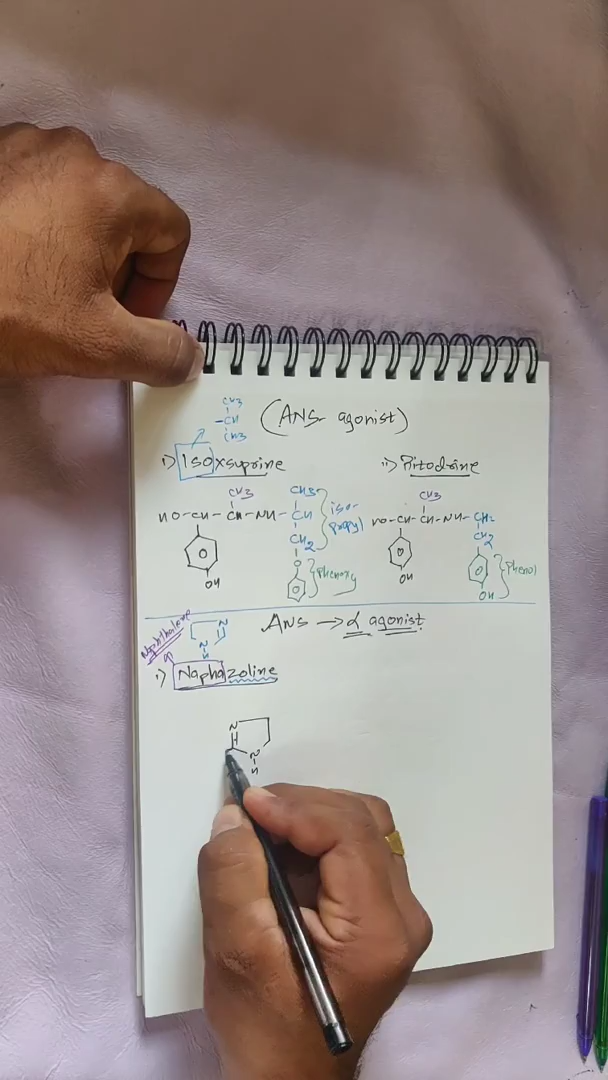 CH3
-CH
CH3
(ANS agonist)
i) Isoxsuprine
ii) Ritodrine
CH3
HO-CH-CH-NH-CH
CH3
CH2
O
OH
iso-
propyl
phenoxy
CH3
HO-CH-CH-NH-CH2
CH2
OH
OH
phenol
Naphthalene
N
N
H
ANS → α agonist
i) Naphazoline
N
N
H